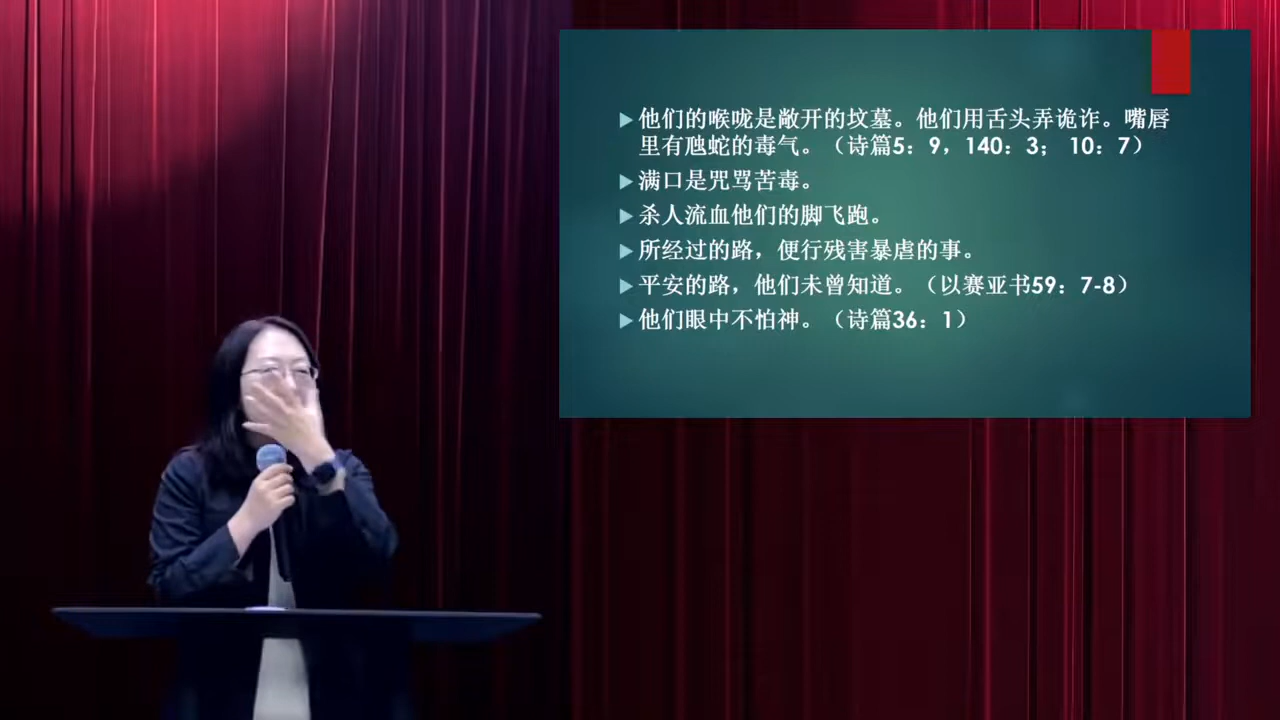 ▶他们的喉咙是敞开的坟墓。他们用舌头弄诡诈。嘴唇
里有虺蛇的毒气。（诗篇5：9，140：3； 10：7）
▶满口是咒骂苦毒。
▶杀人流血他们的脚飞跑。
▶所经过的路，便行残害暴虐的事。
▶平安的路，他们未曾知道。（以赛亚书59：7-8）
▶他们眼中不怕神。（诗篇36：1）